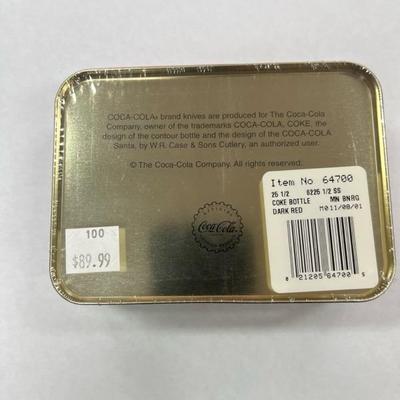 COCA-COLA® brand knives are produced for The Coca-Cola
Company, owner of the trademarks COCA-COLA, COKE, the
design of the contour bottle and the design of the COCA-COLA
Santa, by W.R. Case & Sons Cutlery, an authorized user.
© The Coca-Cola Company. All rights reserved.
Item No 64700
25 1/2 6225 1/2 SS
COKE BOTTLE MN BNRG
DARK RED M011/08/01
0 21205 64700 5
Coca-Cola
100
$89.99